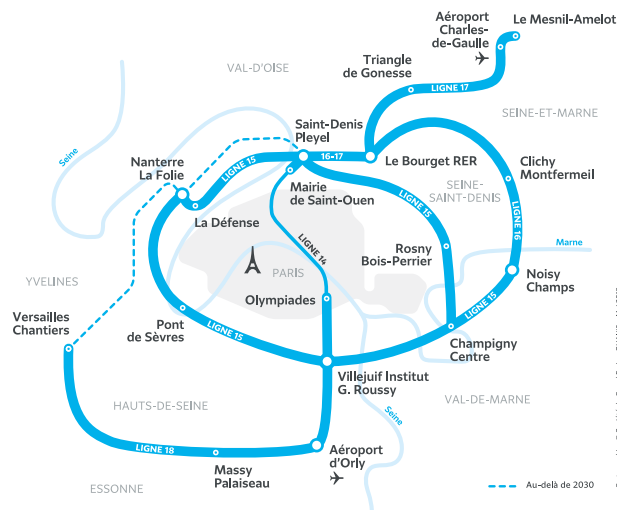 Aéroport
Charles-
de-Gaulle
Le Mesnil-Amelot
Triangle
de Gonesse
VAL-D'OISE
LIGNE 17
SEINE-ET-MARNE
Saint-Denis
Pleyel
16-17
Le Bourget RER
Clichy
Montfermeil
Seine
Nanterre
La Folie
LIGNE 15
Mairie
de Saint-Ouen
SEINE-
SAINT-DENIS
La Défense
LIGNE 15
LIGNE 16
LIGNE 14
Rosny
Bois-Perrier
Marne
PARIS
YVELINES
Noisy
Champs
Olympiades
Versailles
Chantiers
Pont
de Sèvres
LIGNE 15
LIGNE 15
Champigny
Centre
Villejuif Institut
G. Roussy
VAL-DE-MARNE
HAUTS-DE-SEINE
Seine
LIGNE 18
Massy
Palaiseau
Aéroport
d'Orly
ESSONNE
Au-delà de 2030